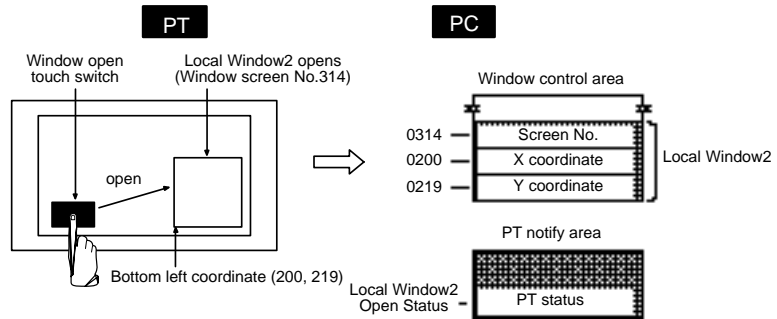 PT
PC
Window open
touch switch
Local Window2 opens
(Window screen No.314)
open
Bottom left coordinate (200, 219)
Window control area
0314
Screen No.
0200
X coordinate
0219
Y coordinate
Local Window2
PT notify area
Local Window2
Open Status
PT status